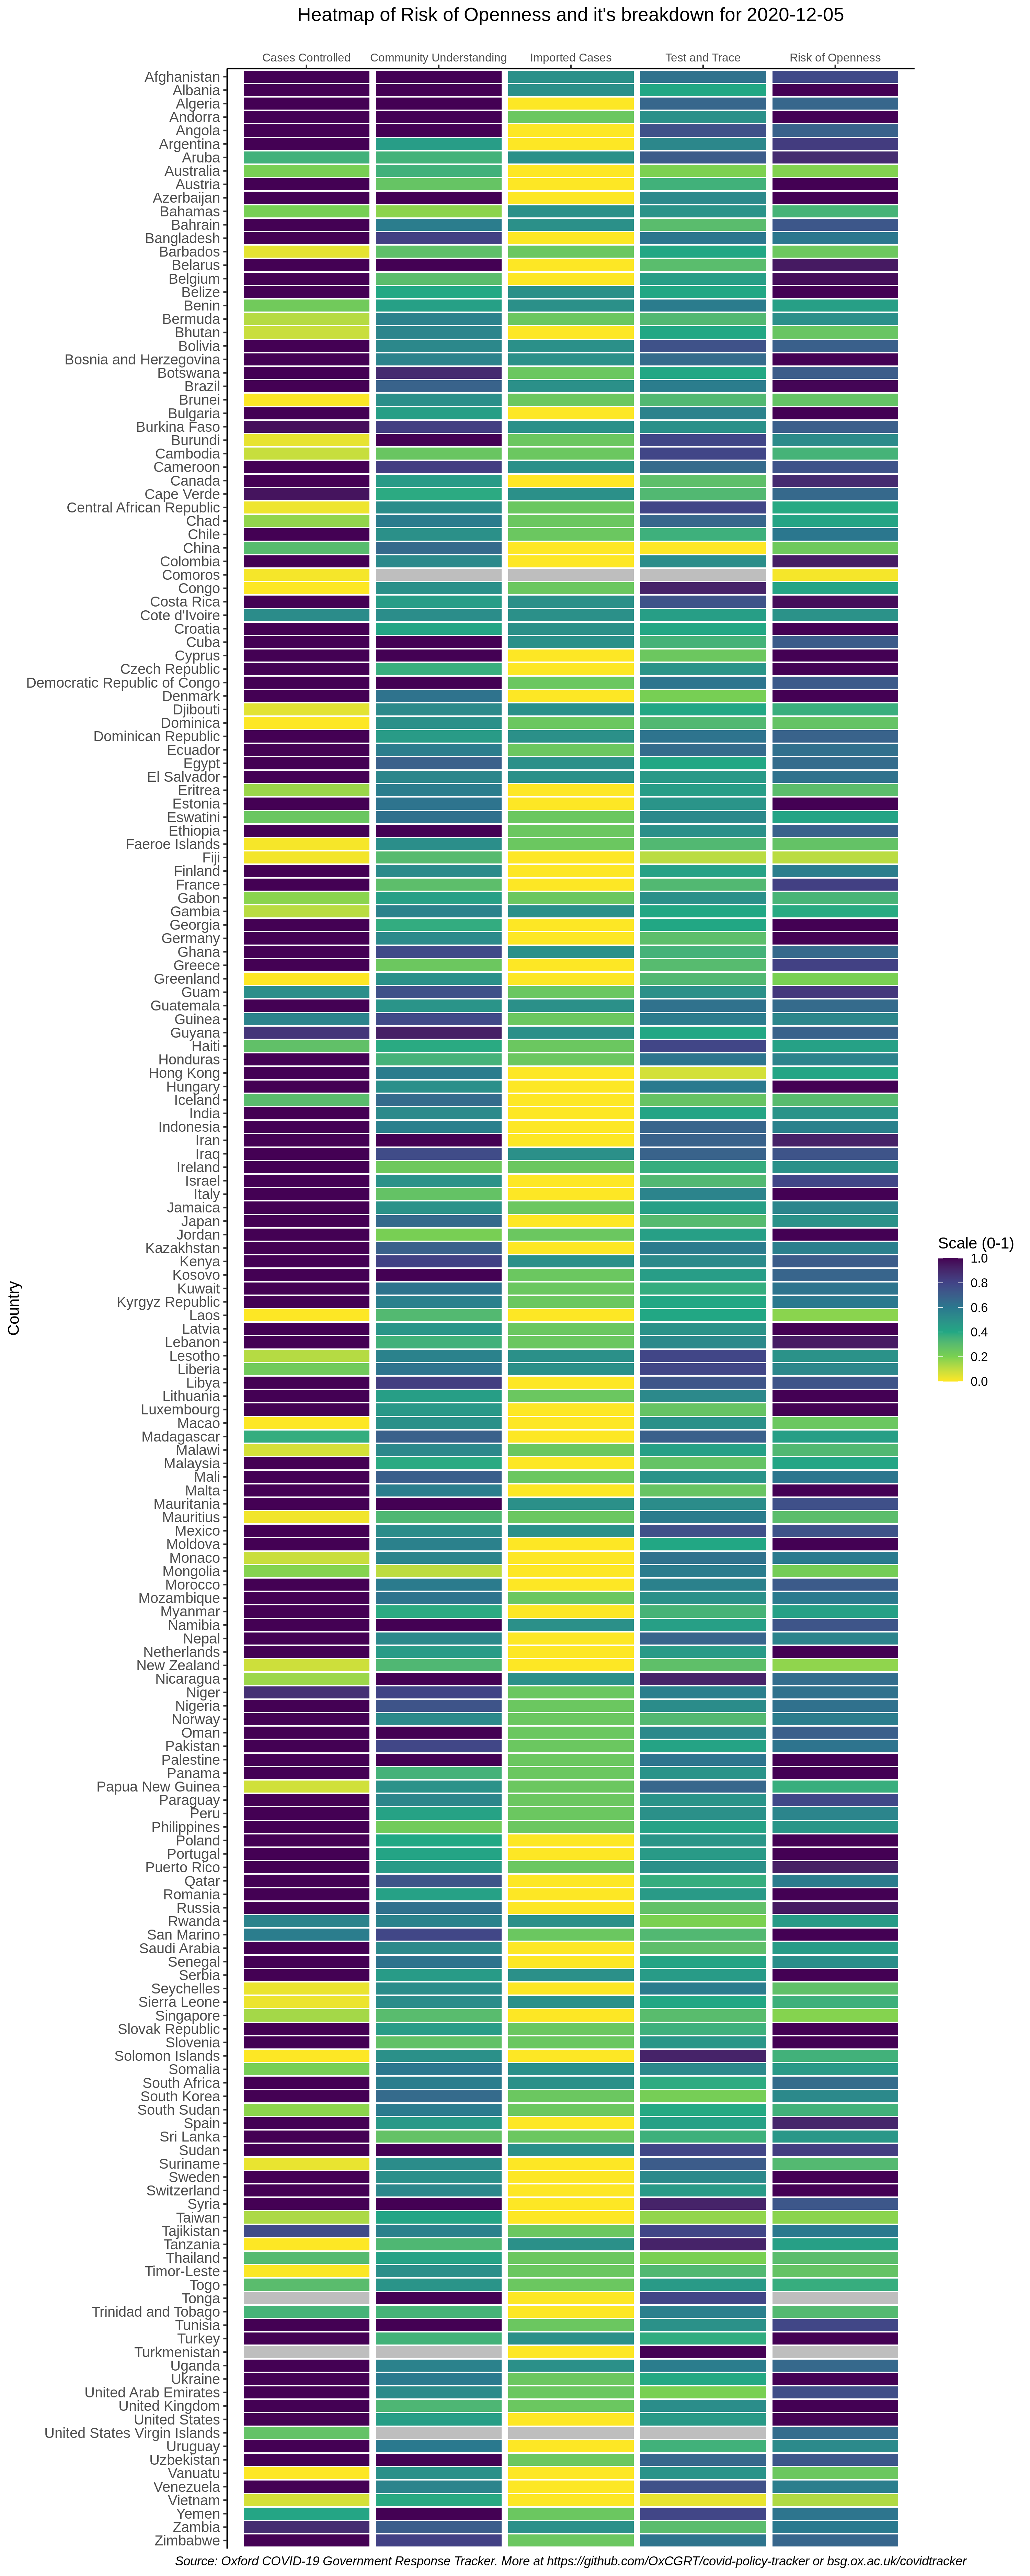 Heatmap of Risk of Openness and it's breakdown for 2020-12-05
Cases Controlled
Community Understanding
Imported Cases
Test and Trace
Risk of Openness
Afghanistan
Albania
Algeria
Andorra
Angola
Argentina
Aruba
Australia
Austria
Azerbaijan
Bahamas
Bahrain
Bangladesh
Barbados
Belarus
Belgium
Belize
Benin
Bermuda
Bhutan
Bolivia
Bosnia and Herzegovina
Botswana
Brazil
Brunei
Bulgaria
Burkina Faso
Burundi
Cambodia
Cameroon
Canada
Cape Verde
Central African Republic
Chad
Chile
China
Colombia
Comoros
Congo
Costa Rica
Cote d'Ivoire
Croatia
Cuba
Cyprus
Czech Republic
Democratic Republic of Congo
Denmark
Djibouti
Dominica
Dominican Republic
Ecuador
Egypt
El Salvador
Eritrea
Estonia
Eswatini
Ethiopia
Faeroe Islands
Fiji
Finland
France
Gabon
Gambia
Georgia
Germany
Ghana
Greece
Greenland
Guam
Guatemala
Guinea
Guyana
Haiti
Honduras
Hong Kong
Hungary
Iceland
India
Indonesia
Iran
Iraq
Ireland
Israel
Italy
Jamaica
Japan
Jordan
Kazakhstan
Kenya
Kosovo
Kuwait
Kyrgyz Republic
Laos
Latvia
Lebanon
Lesotho
Liberia
Libya
Lithuania
Luxembourg
Macao
Madagascar
Malawi
Malaysia
Mali
Malta
Mauritania
Mauritius
Mexico
Moldova
Monaco
Mongolia
Morocco
Mozambique
Myanmar
Namibia
Nepal
Netherlands
New Zealand
Nicaragua
Niger
Nigeria
Norway
Oman
Pakistan
Palestine
Panama
Papua New Guinea
Paraguay
Peru
Philippines
Poland
Portugal
Puerto Rico
Qatar
Romania
Russia
Rwanda
San Marino
Saudi Arabia
Senegal
Serbia
Seychelles
Sierra Leone
Singapore
Slovak Republic
Slovenia
Solomon Islands
Somalia
South Africa
South Korea
South Sudan
Spain
Sri Lanka
Sudan
Suriname
Sweden
Switzerland
Syria
Taiwan
Tajikistan
Tanzania
Thailand
Timor-Leste
Togo
Tonga
Trinidad and Tobago
Tunisia
Turkey
Turkmenistan
Uganda
Ukraine
United Arab Emirates
United Kingdom
United States
United States Virgin Islands
Uruguay
Uzbekistan
Vanuatu
Venezuela
Vietnam
Yemen
Zambia
Zimbabwe
Country
Scale (0-1)
1.0
0.8
0.6
0.4
0.2
0.0
Source: Oxford COVID-19 Government Response Tracker. More at https://github.com/OxCGRT/covid-policy-tracker or bsg.ox.ac.uk/covidtracker